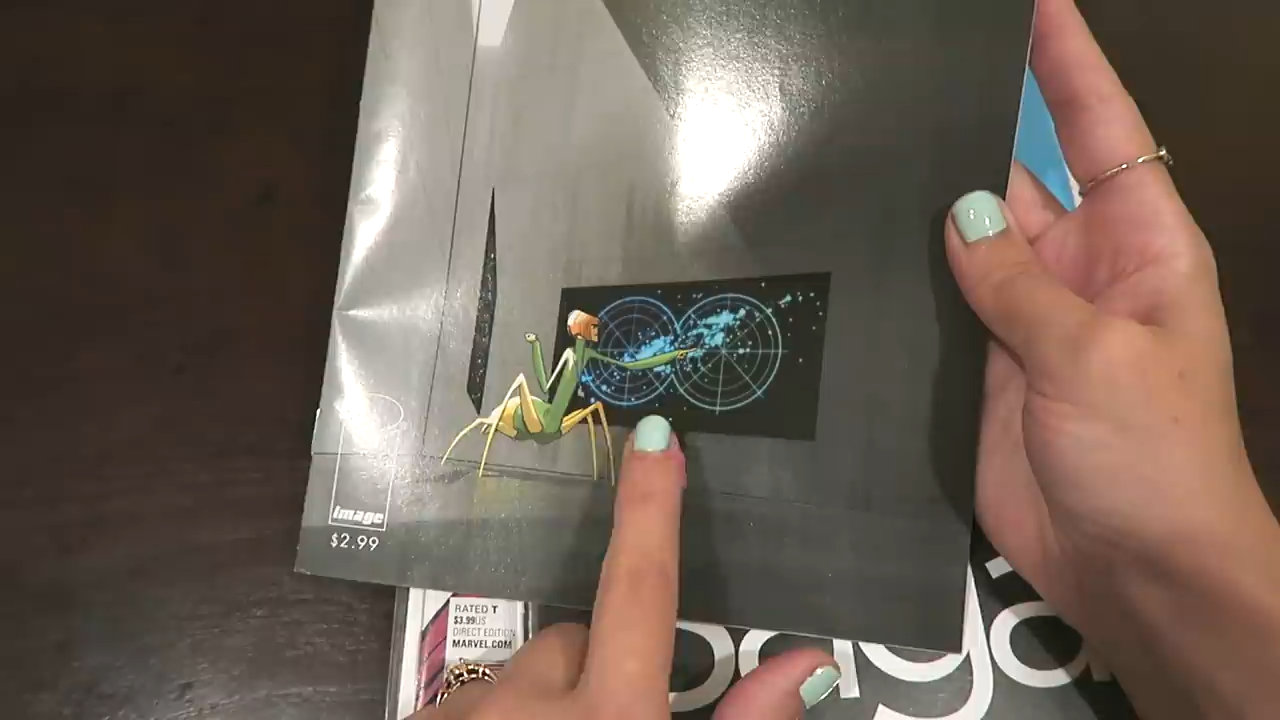 image
$2.99
RATED T
$3.99US
DIRECT EDITION
MARVEL.COM